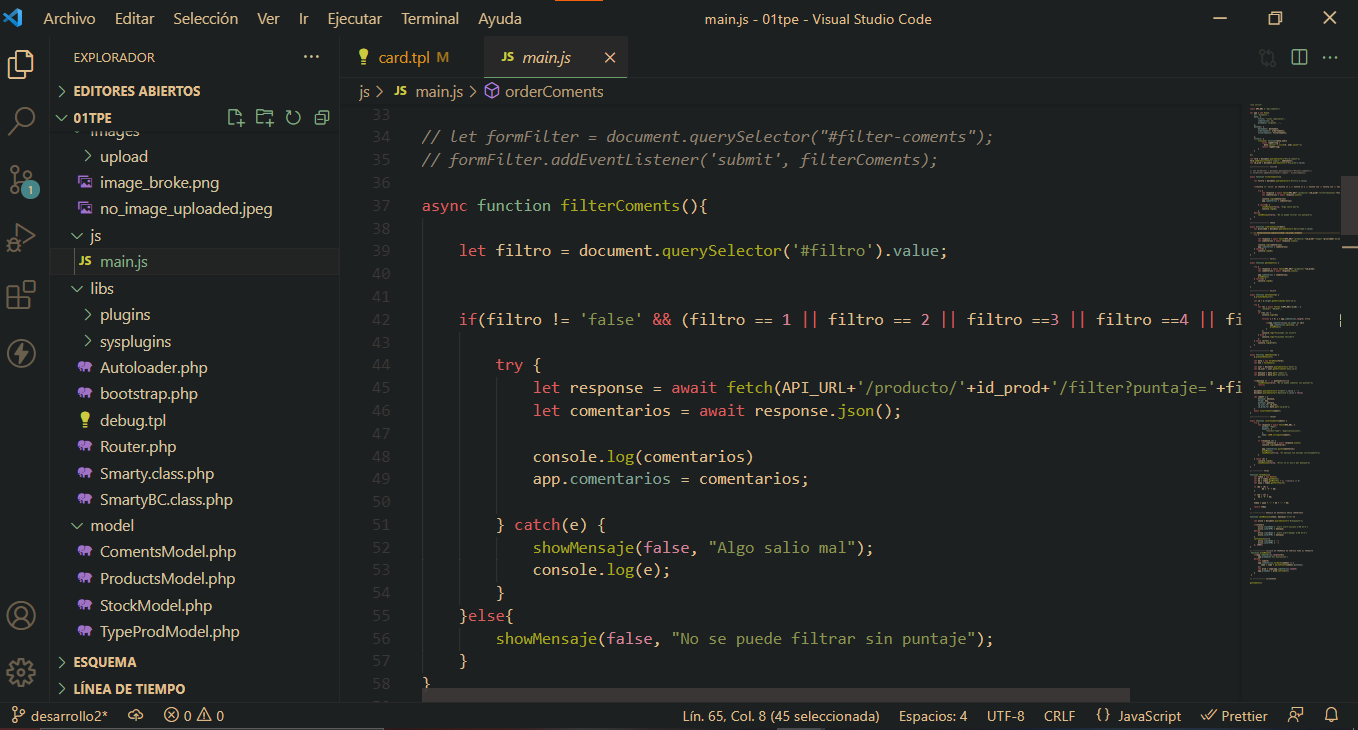 Archivo Editar Selección Ver Ir Ejecutar Terminal Ayuda
main.js - 01tpe - Visual Studio Code
EXPLORADOR
EDITORES ABIERTOS
01TPE
images
upload
image_broke.png
no_image_uploaded.jpeg
js
JS main.js
libs
plugins
sysplugins
Autoloader.php
bootstrap.php
debug.tpl
Router.php
Smarty.class.php
SmartyBC.class.php
model
ComentsModel.php
ProductsModel.php
StockModel.php
TypeProdModel.php
ESQUEMA
LÍNEA DE TIEMPO
1
card.tpl M
JS main.js
js > JS main.js > orderComents
33
34 // let formFilter = document.querySelector("#filter-coments");
35 // formFilter.addEventListener('submit', filterComents);
36
37 async function filterComents(){
38
39 let filtro = document.querySelector('#filtro').value;
40
41
42 if(filtro != 'false' && (filtro == 1 || filtro == 2 || filtro ==3 || filtro ==4 || fi
43
44 try {
45 let response = await fetch(API_URL+'/producto/'+id_prod+'/filter?puntaje='+fi
46 let comentarios = await response.json();
47
48 console.log(comentarios)
49 app.comentarios = comentarios;
50
51 } catch(e) {
52 showMensaje(false, "Algo salio mal");
53 console.log(e);
54 }
55 }else{
56 showMensaje(false, "No se puede filtrar sin puntaje");
57 }
58 }
desarrollo2* 0 0
Lín. 65, Col. 8 (45 seleccionada) Espacios: 4 UTF-8 CRLF {} JavaScript Prettier